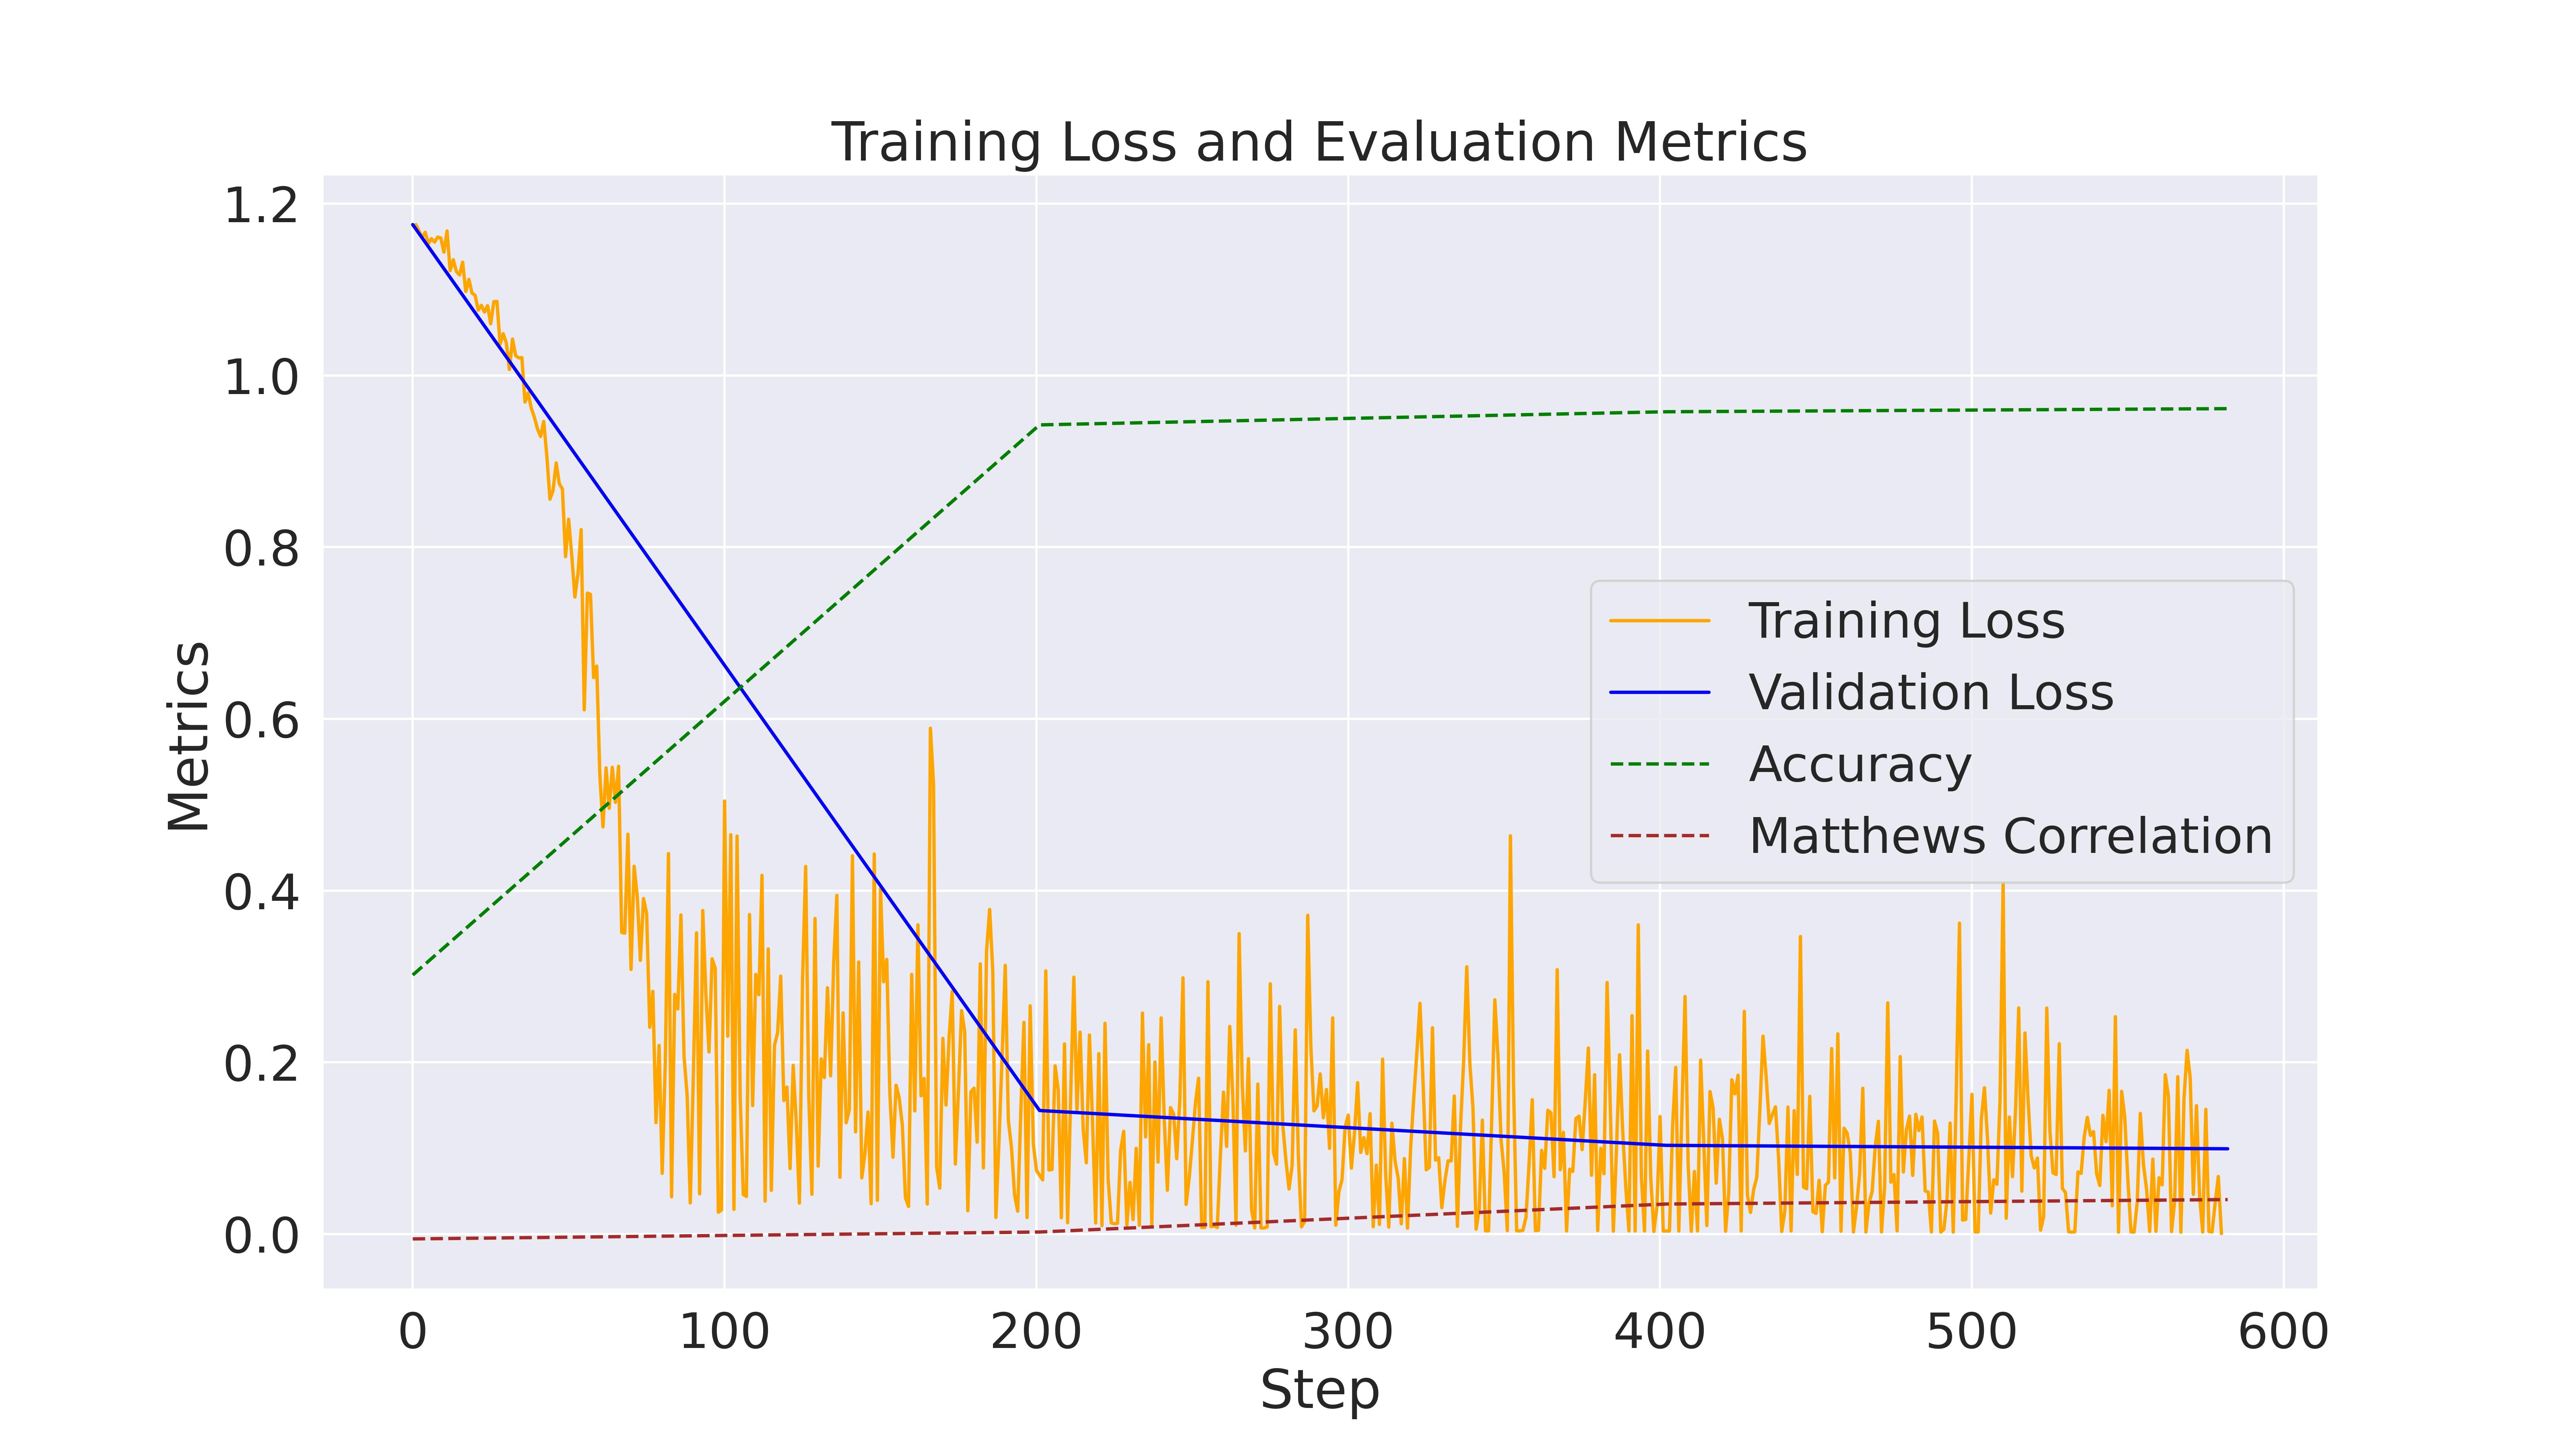 Training Loss and Evaluation Metrics
1.2
1.0
0.8
0.6
0.4
0.2
0.0
Metrics
Training Loss
Validation Loss
Accuracy
Matthews Correlation
0 100 200 300 400 500 600
Step